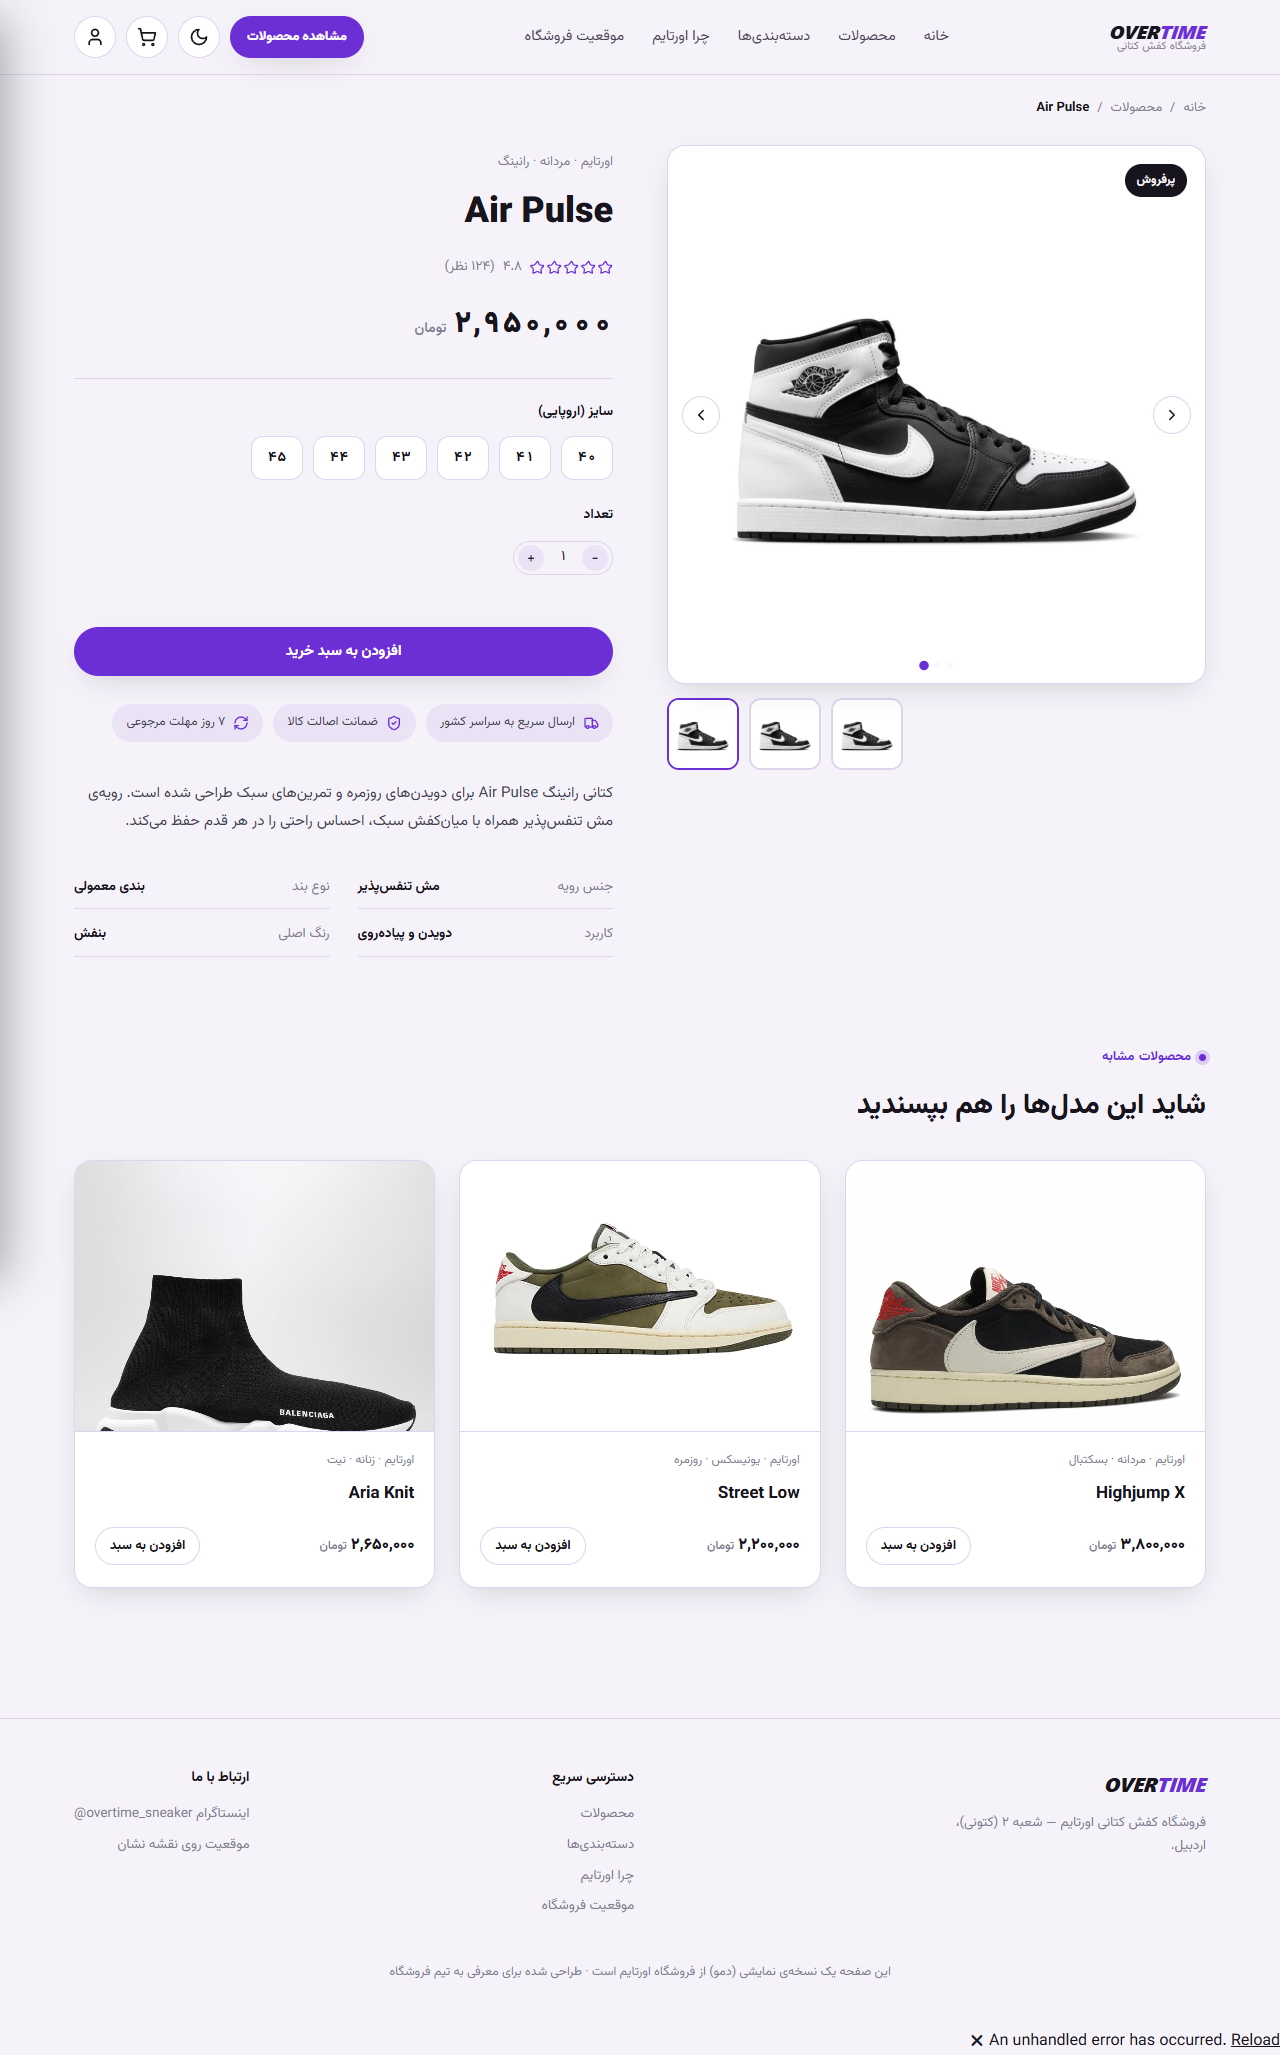 OVERTIME
فروشگاه کفش کتانی
خانه
محصولات
دسته‌بندی‌ها
چرا اورتایم
موقعیت فروشگاه
مشاهده محصولات
خانه / محصولات / Air Pulse
پرفروش
اورتایم · مردانه · رانینگ
Air Pulse
۴.۸ (۱۲۴ نظر)
۲,۹۵۰,۰۰۰ تومان
سایز (اروپایی)
۴۰
۴۱
۴۲
۴۳
۴۴
۴۵
تعداد
- ۱ +
افزودن به سبد خرید
ارسال سریع به سراسر کشور
ضمانت اصالت کالا
۷ روز مهلت مرجوعی
کتانی رانینگ Air Pulse برای دویدن‌های روزمره و تمرین‌های سبک طراحی شده است. رویه‌ی
مش تنفس‌پذیر همراه با میان‌کفش سبک، احساس راحتی را در هر قدم حفظ می‌کند.
جنس رویه
مش تنفس‌پذیر
نوع بند
بندی معمولی
کاربرد
دویدن و پیاده‌روی
رنگ اصلی
بنفش
محصولات مشابه
شاید این مدل‌ها را هم بپسندید
اورتایم · مردانه · بسکتبال
Highjump X
۳,۸۰۰,۰۰۰ تومان
افزودن به سبد
اورتایم · یونیسکس · روزمره
Street Low
۲,۲۰۰,۰۰۰ تومان
افزودن به سبد
BALENCIAGA
اورتایم · زنانه · نیت
Aria Knit
۲,۶۵۰,۰۰۰ تومان
افزودن به سبد
OVERTIME
فروشگاه کفش کتانی اورتایم — شعبه ۲ (کتونی)،
اردبیل.
دسترسی سریع
محصولات
دسته‌بندی‌ها
چرا اورتایم
موقعیت فروشگاه
ارتباط با ما
اینستاگرام overtime_sneaker@
موقعیت روی نقشه نشان
این صفحه یک نسخه‌ی نمایشی (دمو) از فروشگاه اورتایم است · طراحی شده برای معرفی به تیم فروشگاه
An unhandled error has occurred. Reload